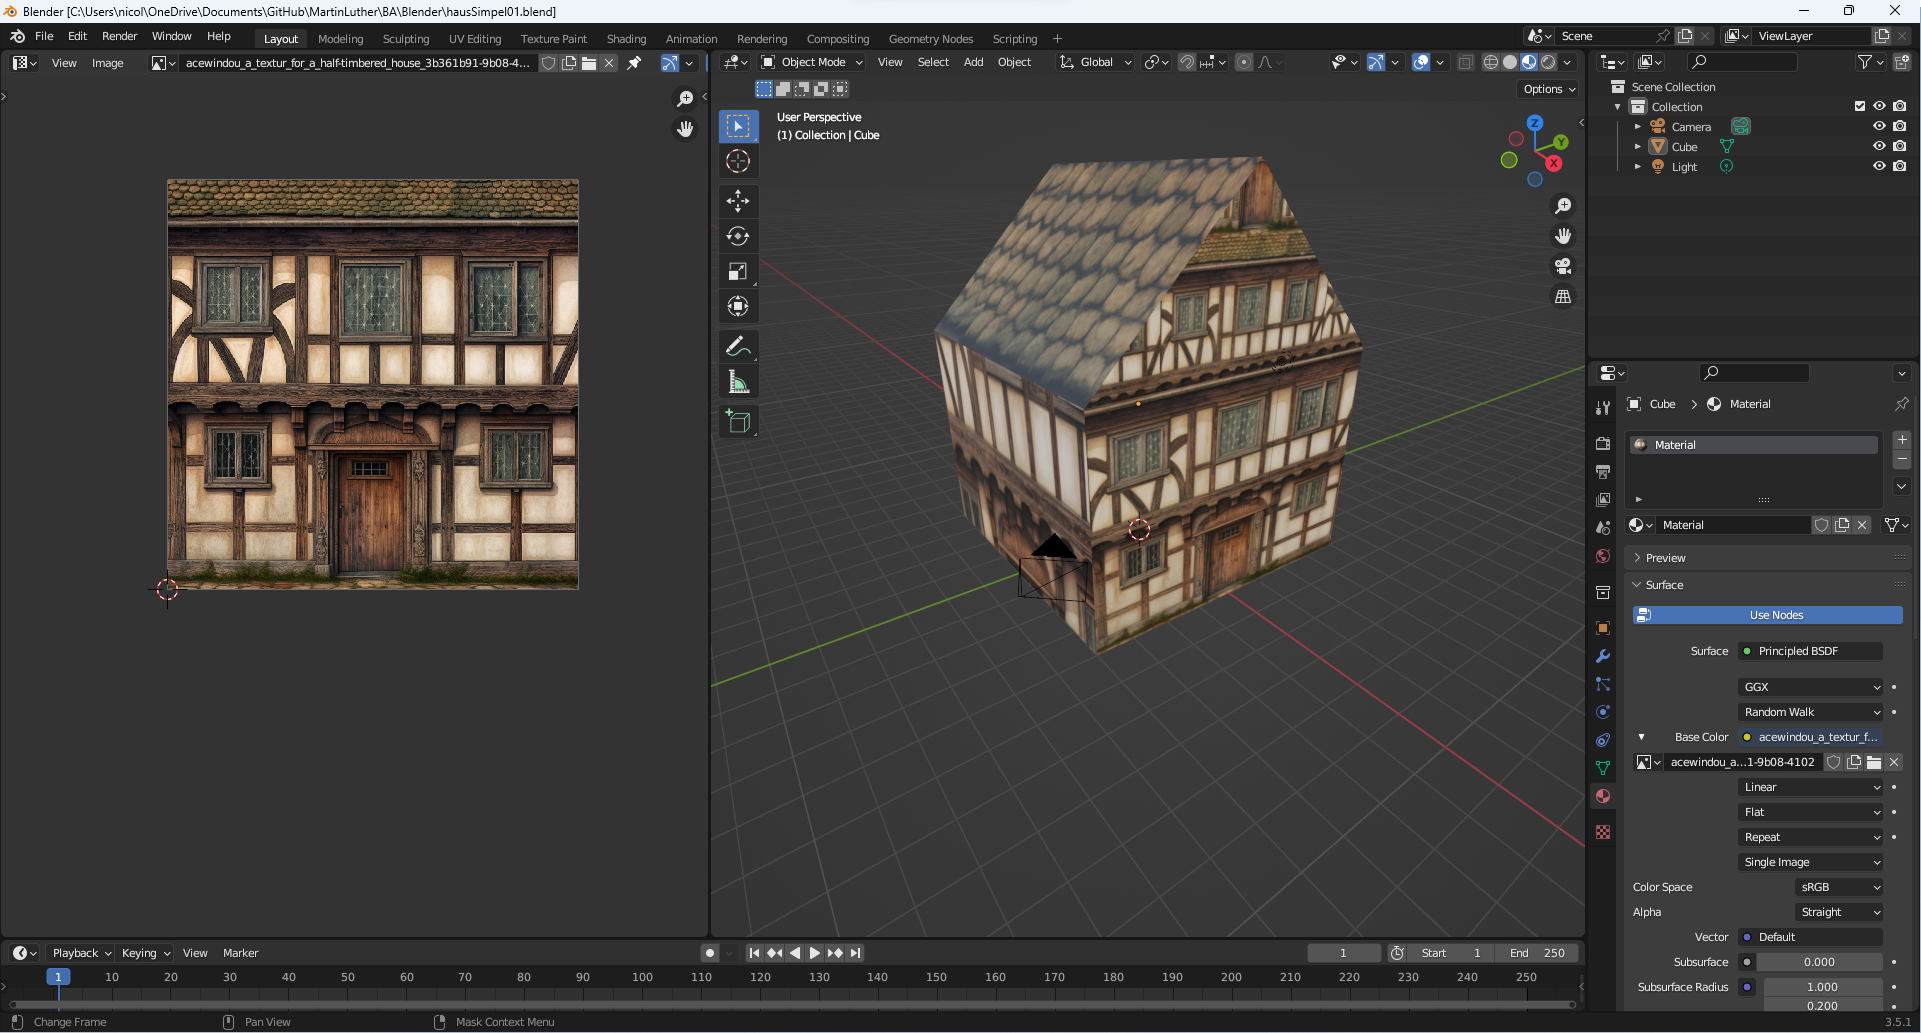 Blender [C:\Users\nicol\OneDrive\Documents\GitHub\MartinLuther\BA\Blender\hausSimpel01.blend]
File Edit Render Window Help Layout Modeling Sculpting UV Editing Texture Paint Shading Animation Rendering Compositing Geometry Nodes Scripting + Scene ViewLayer
View Image acewindou_a_textur_for_a_half-timbered_house_3b361b91-9b08-4... Object Mode View Select Add Object Global
Options
User Perspective
(1) Collection | Cube
Z
Y
X
Scene Collection
Collection
Camera
Cube
Light
Cube > Material
Material
Material
Preview
Surface
Use Nodes
Surface Principled BSDF
GGX
Random Walk
Base Color acewindou_a_textur_f...
acewindou_a...1-9b08-4102
Linear
Flat
Repeat
Single Image
Color Space sRGB
Alpha Straight
Vector Default
Subsurface 0.000
Subsurface Radius 1.000
0.200
Playback Keying View Marker 1 Start 1 End 250
1 10 20 30 40 50 60 70 80 90 100 110 120 130 140 150 160 170 180 190 200 210 220 230 240 250
Change Frame Pan View Mask Context Menu 3.5.1